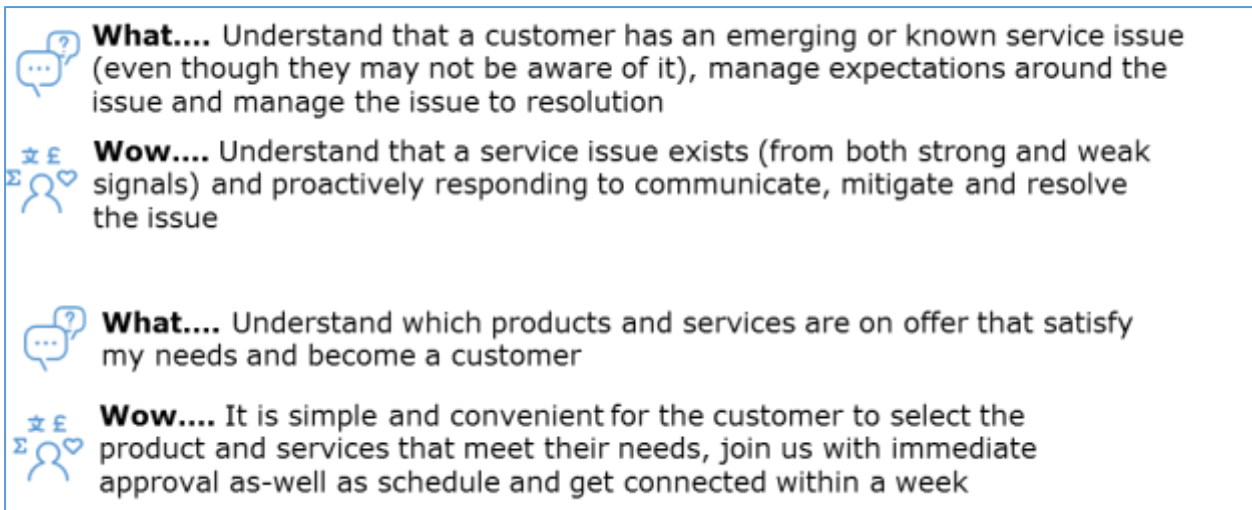 What.... Understand that a customer has an emerging or known service issue
(even though they may not be aware of it), manage expectations around the
issue and manage the issue to resolution
Wow.... Understand that a service issue exists (from both strong and weak
signals) and proactively responding to communicate, mitigate and resolve
the issue
What.... Understand which products and services are on offer that satisfy
my needs and become a customer
Wow.... It is simple and convenient for the customer to select the
product and services that meet their needs, join us with immediate
approval as-well as schedule and get connected within a week